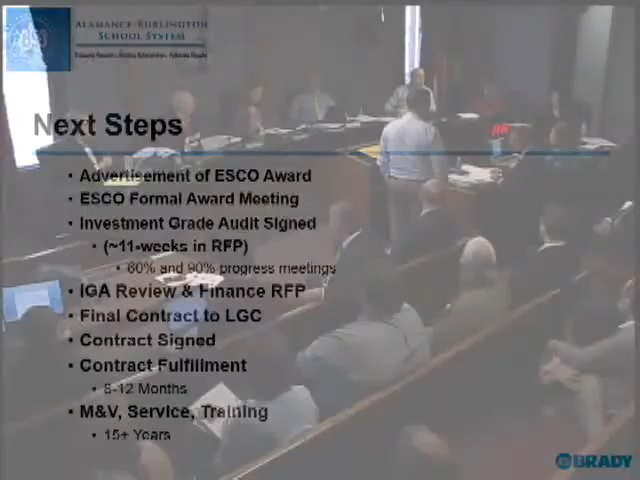 ALAMANCE-BURLINGTON
SCHOOL SYSTEM
Next Steps
• Advertisement of ESCO Award
• ESCO Formal Award Meeting
• Investment Grade Audit Signed
• (~11-weeks in RFP)
• 60% and 90% progress meetings
• IGA Review & Finance RFP
• Final Contract to LGC
• Contract Signed
• Contract Fulfillment
• 8-12 Months
• M&V, Service, Training
• 15+ Years
BRADY